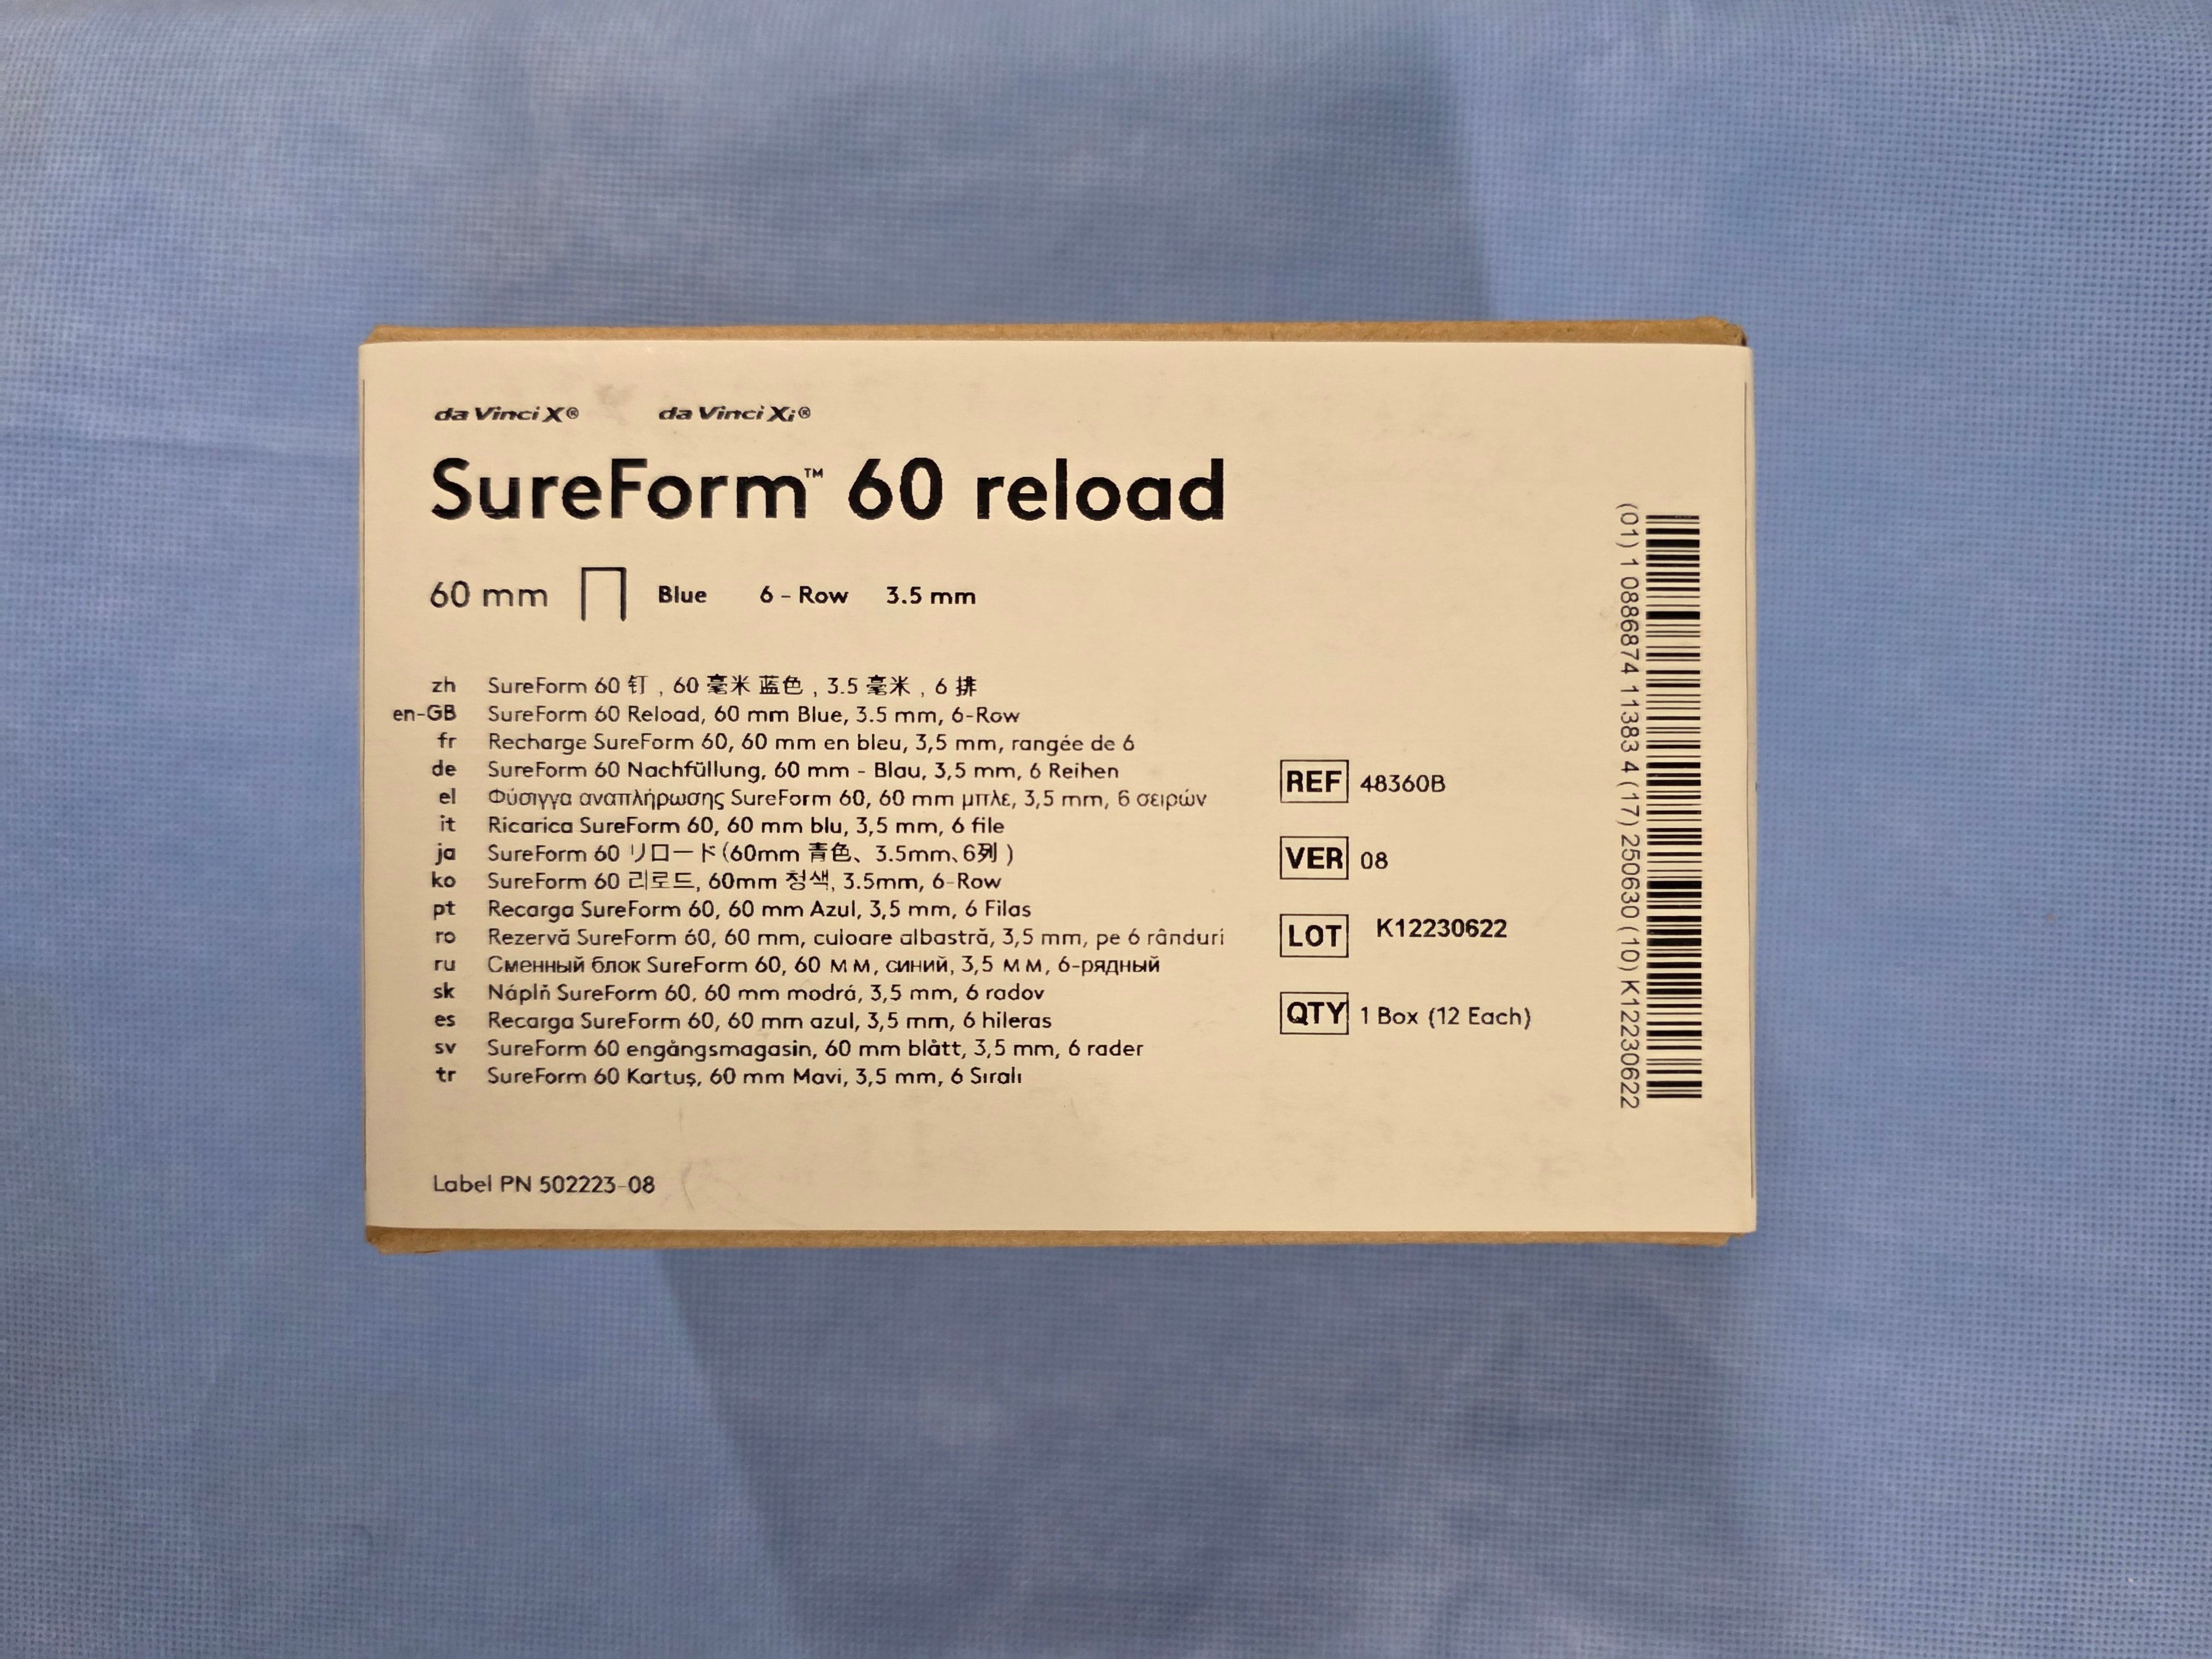 da Vinci X® da Vinci Xi®
SureForm™ 60 reload
60 mm Blue 6 - Row 3.5 mm
zh SureForm 60 钉 , 60 毫米 蓝色 , 3.5 毫米 , 6 排
en-GB SureForm 60 Reload, 60 mm Blue, 3.5 mm, 6-Row
fr Recharge SureForm 60, 60 mm en bleu, 3,5 mm, rangée de 6
de SureForm 60 Nachfüllung, 60 mm - Blau, 3,5 mm, 6 Reihen
el Φύσιγγα αναπλήρωσης SureForm 60, 60 mm μπλε, 3,5 mm, 6 σειρών
it Ricarica SureForm 60, 60 mm blu, 3,5 mm, 6 file
ja SureForm 60 リロード (60mm 青色、3.5mm、6列 )
ko SureForm 60 리로드, 60mm 청색, 3.5mm, 6-Row
pt Recarga SureForm 60, 60 mm Azul, 3,5 mm, 6 Filas
ro Rezervă SureForm 60, 60 mm, culoare albastră, 3,5 mm, pe 6 rânduri
ru Сменный блок SureForm 60, 60 мм, синий, 3,5 мм, 6-рядный
sk Náplň SureForm 60, 60 mm modrá, 3,5 mm, 6 radov
es Recarga SureForm 60, 60 mm azul, 3,5 mm, 6 hileras
sv SureForm 60 engångsmagasin, 60 mm blått, 3,5 mm, 6 rader
tr SureForm 60 Kartuş, 60 mm Mavi, 3,5 mm, 6 Sıralı
Label PN 502223-08
REF 48360B
VER 08
LOT K12230622
QTY 1 Box (12 Each)
(01) 1 0886874 11383 4 (17) 250630 (10) K12230622